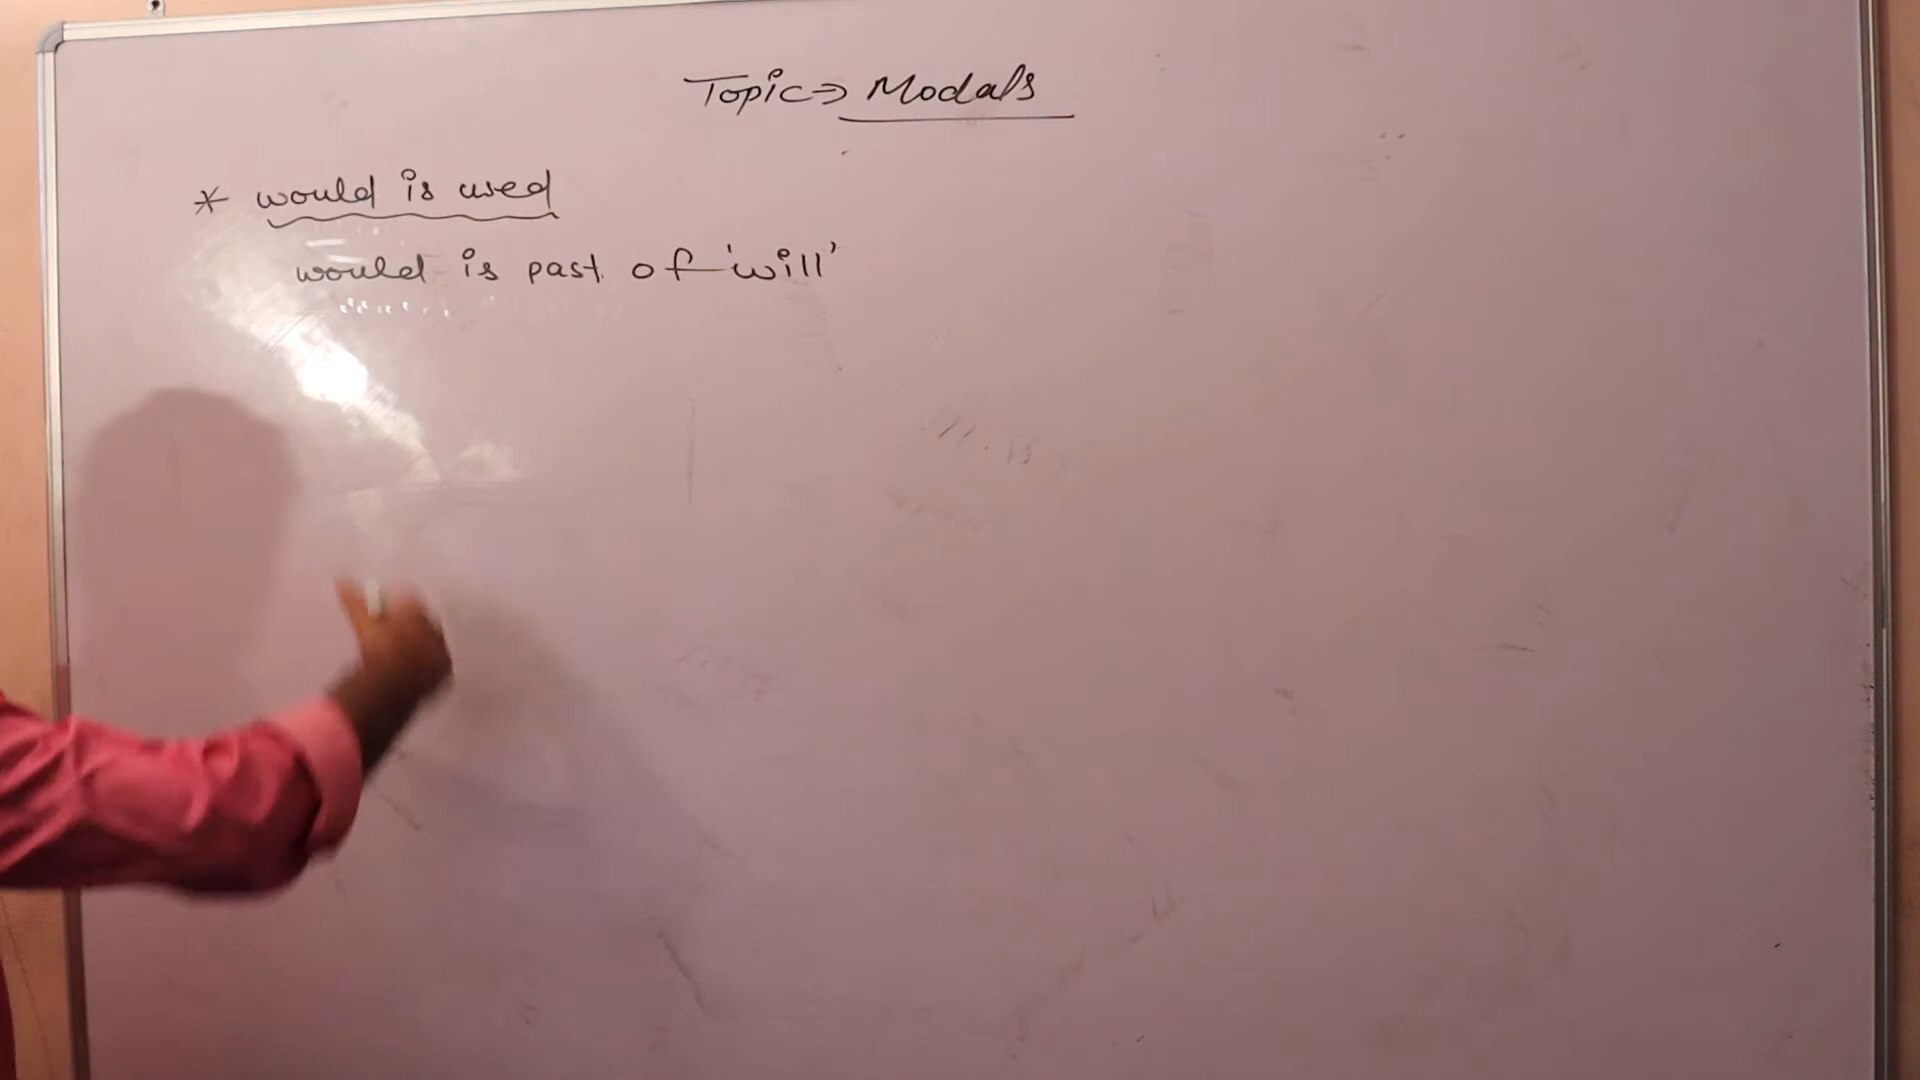 Topic⇒ Modals
* would is used
would is past of 'will'